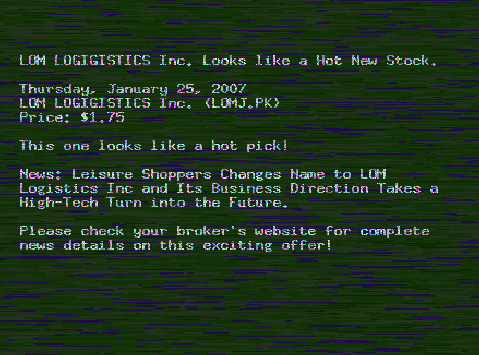 LOM LOGIGISTICS Inc. Looks like a Hot New Stock.
Thursday, January 25, 2007
LOM LOGIGISTICS Inc. (LOMJ.PK)
Price: $1.75
This one looks like a hot pick!
News: Leisure Shoppers Changes Name to LOM
Logistics Inc and Its Business Direction Takes a
High-Tech Turn into the Future.
Please check your broker's website for complete
news details on this exciting offer!